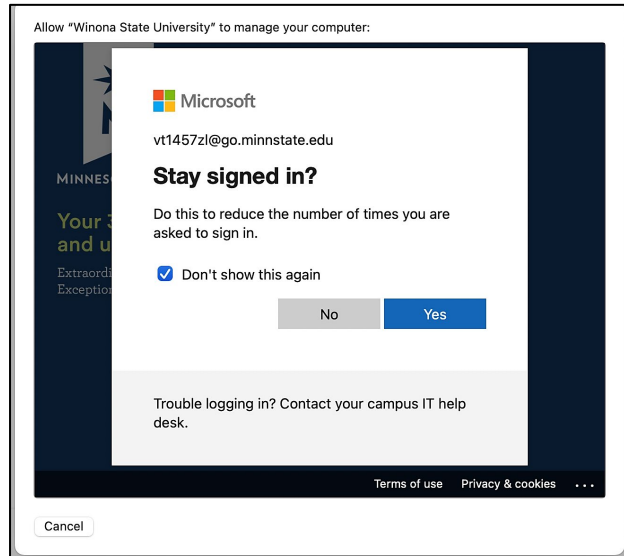 Allow “Winona State University” to manage your computer:
Microsoft
vt1457zl@go.minnstate.edu
Stay signed in?
Do this to reduce the number of times you are
asked to sign in.
Don't show this again
No
Yes
Trouble logging in? Contact your campus IT help
desk.
MINNES
Your
and u
Extraordi
Exception
Terms of use
Privacy & cookies
...
Cancel